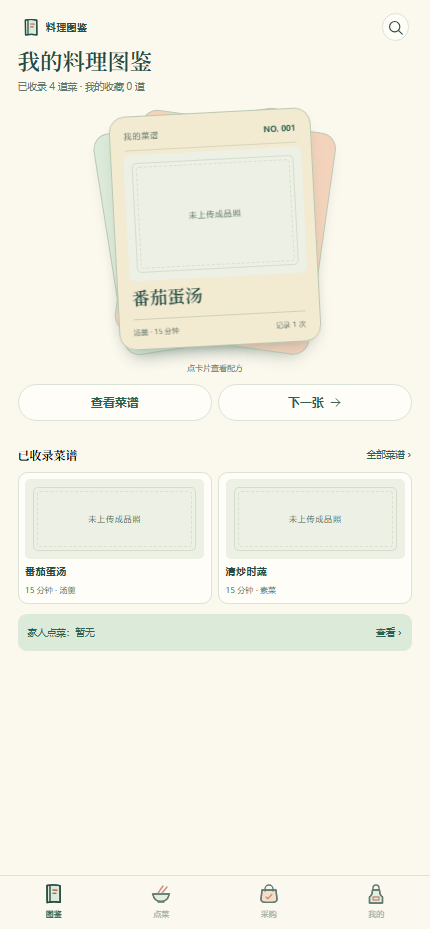 料理图鉴
我的料理图鉴
已收录 4 道菜 · 我的收藏 0 道
我的菜谱
NO. 001
未上传成品照
番茄蛋汤
汤羹 · 15 分钟
记录 1 次
点卡片查看配方
查看菜谱
下一张 →
已收录菜谱
全部菜谱 ›
未上传成品照
未上传成品照
番茄蛋汤
清炒时蔬
15 分钟 · 汤羹
15 分钟 · 素菜
家人点菜：暂无
查看 ›
图鉴
点菜
采购
我的